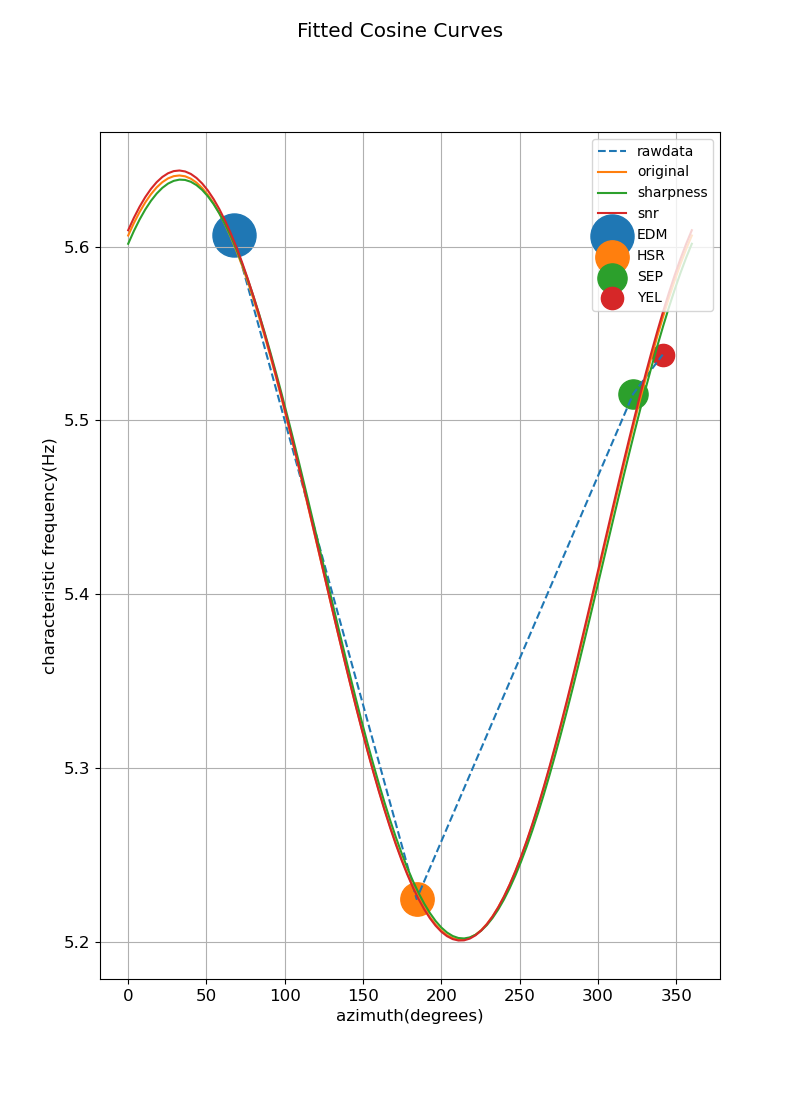 Fitted Cosine Curves
rawdata
original
sharpness
snr
EDM
HSR
SEP
YEL
5.6
5.5
5.4
5.3
5.2
characteristic frequency(Hz)
0 50 100 150 200 250 300 350
azimuth(degrees)